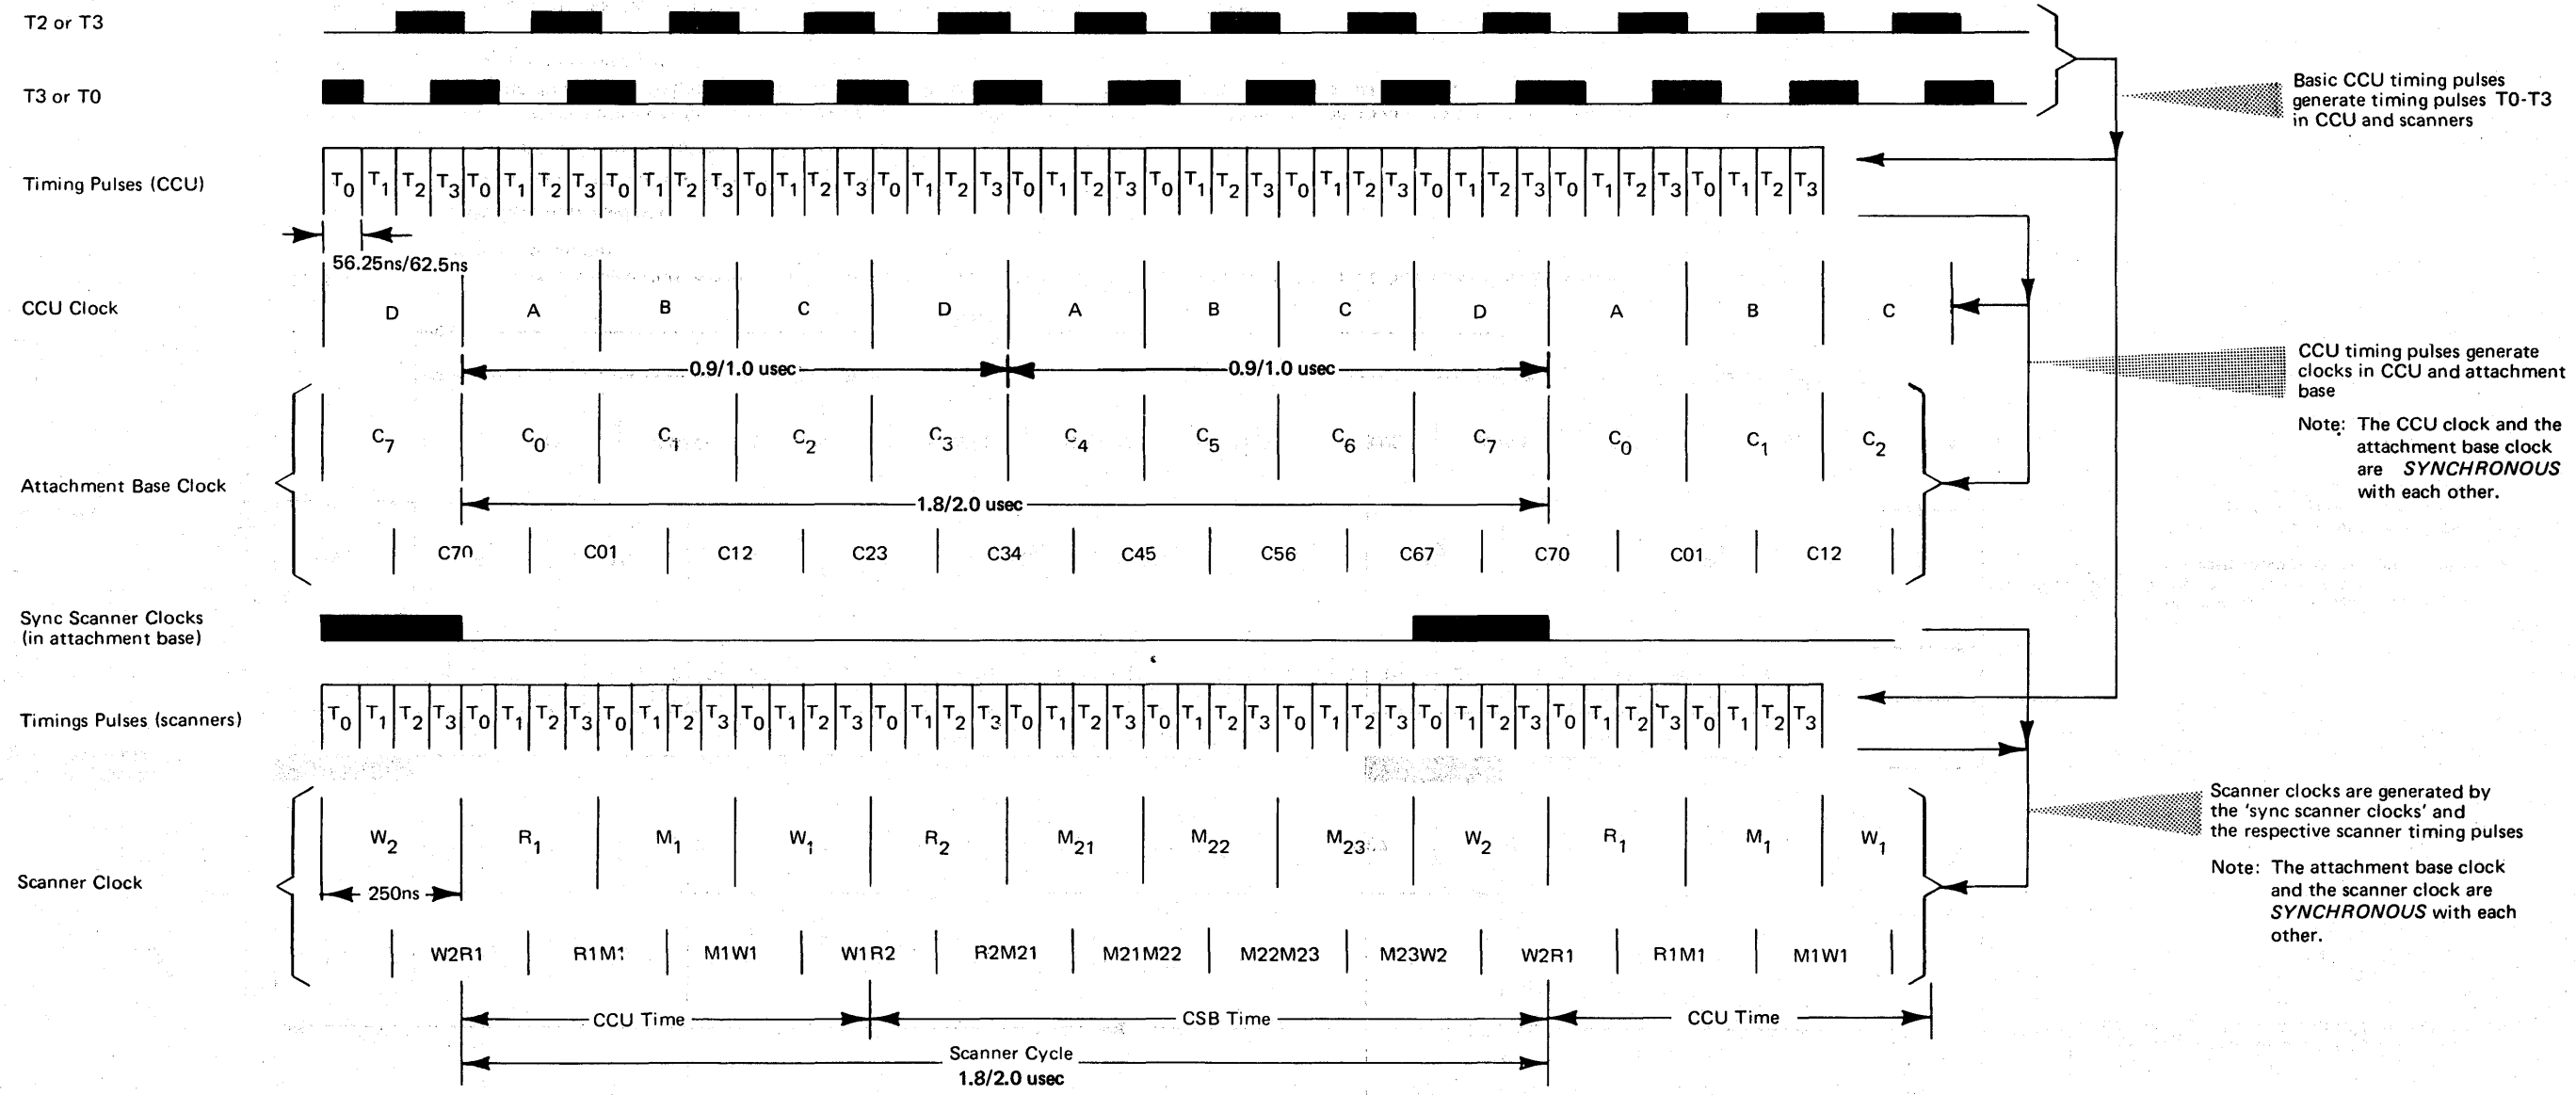 T2 or T3
T3 or T0
Basic CCU timing pulses
generate timing pulses T0-T3
in CCU and scanners
Timing Pulses (CCU)
T0 T1 T2 T3 T0 T1 T2 T3 T0 T1 T2 T3 T0 T1 T2 T3 T0 T1 T2 T3 T0 T1 T2 T3 T0 T1 T2 T3 T0 T1 T2 T3 T0 T1 T2 T3 T0 T1 T2 T3 T0 T1 T2 T3
56.25ns/62.5ns
CCU Clock
D A B C D A B C D A B C
0.9/1.0 usec 0.9/1.0 usec
CCU timing pulses generate
clocks in CCU and attachment
base
Note: The CCU clock and the
attachment base clock
are SYNCHRONOUS
with each other.
Attachment Base Clock
C7 C0 C1 C2 C3 C4 C5 C6 C7 C0 C1 C2
1.8/2.0 usec
C70 C01 C12 C23 C34 C45 C56 C67 C70 C01 C12
Sync Scanner Clocks
(in attachment base)
Timings Pulses (scanners)
T0 T1 T2 T3 T0 T1 T2 T3 T0 T1 T2 T3 T0 T1 T2 T3 T0 T1 T2 T3 T0 T1 T2 T3 T0 T1 T2 T3 T0 T1 T2 T3 T0 T1 T2 T3 T0 T1 T2 T3 T0 T1 T2 T3
Scanner clocks are generated by
the 'sync scanner clocks' and
the respective scanner timing pulses
Note: The attachment base clock
and the scanner clock are
SYNCHRONOUS with each
other.
Scanner Clock
W2 R1 M1 W1 R2 M21 M22 M23 W2 R1 M1 W1
250ns
W2R1 R1M1 M1W1 W1R2 R2M21 M21M22 M22M23 M23W2 W2R1 R1M1 M1W1
CCU Time CSB Time CCU Time
Scanner Cycle
1.8/2.0 usec